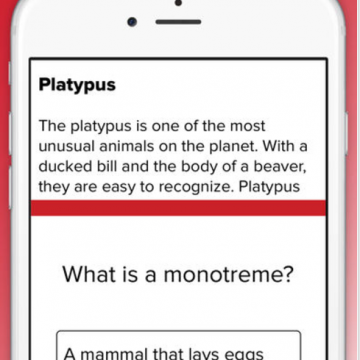 Platypus
The platypus is one of the most
unusual animals on the planet. With a
ducked bill and the body of a beaver,
they are easy to recognize. Platypus
What is a monotreme?
A mammal that lays eggs